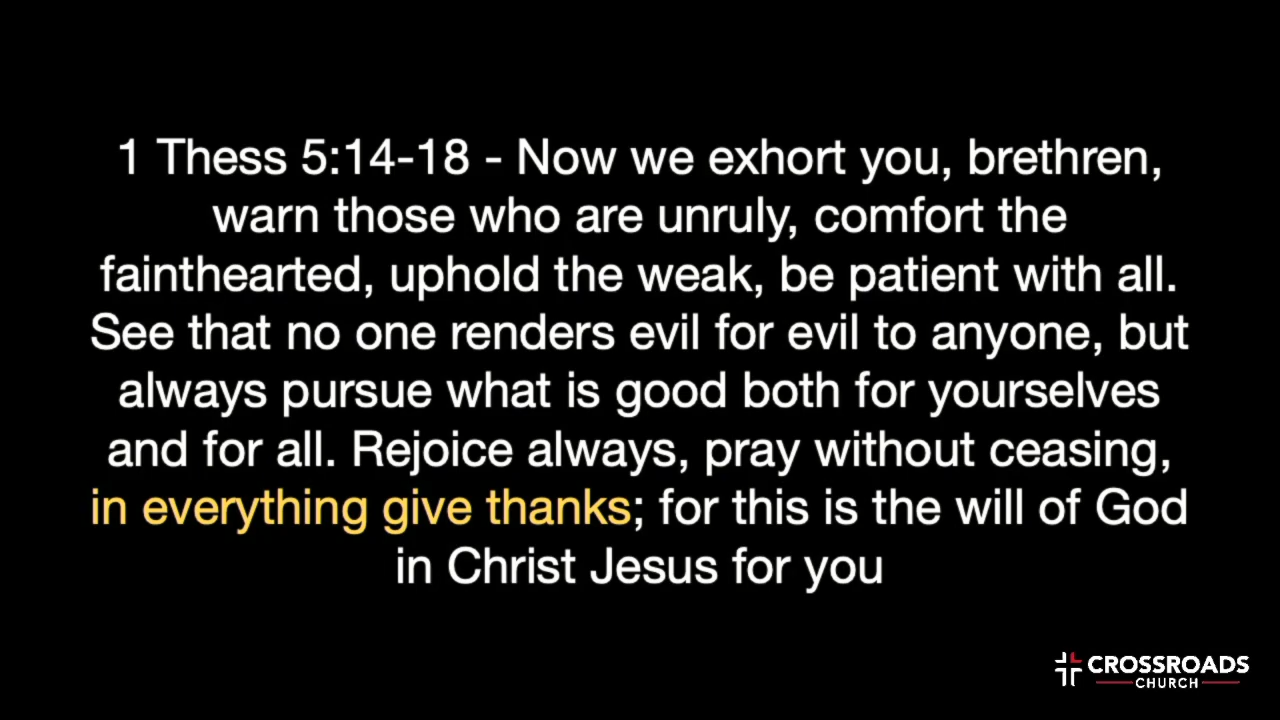 1 Thess 5:14-18 - Now we exhort you, brethren,
warn those who are unruly, comfort the
fainthearted, uphold the weak, be patient with all.
See that no one renders evil for evil to anyone, but
always pursue what is good both for yourselves
and for all. Rejoice always, pray without ceasing,
in everything give thanks; for this is the will of God
in Christ Jesus for you
CROSSROADS
CHURCH